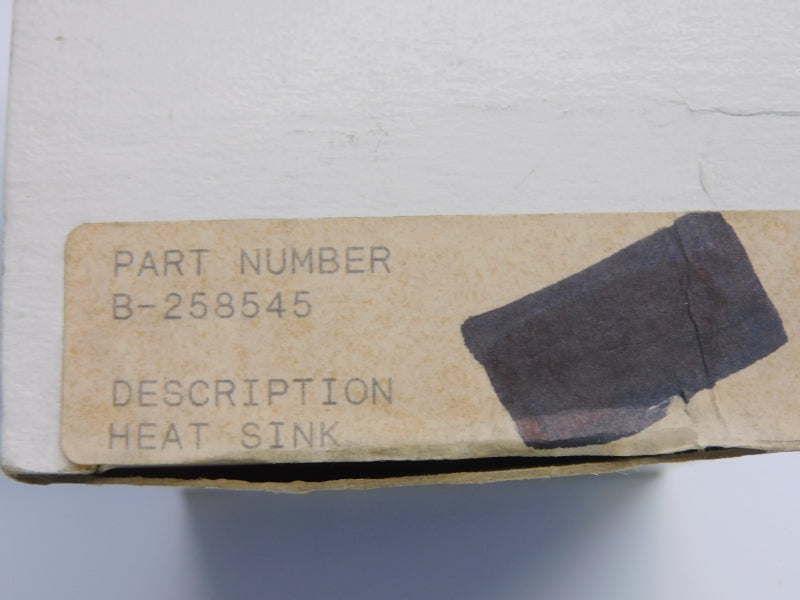 PART NUMBER
B-258545
DESCRIPTION
HEAT SINK